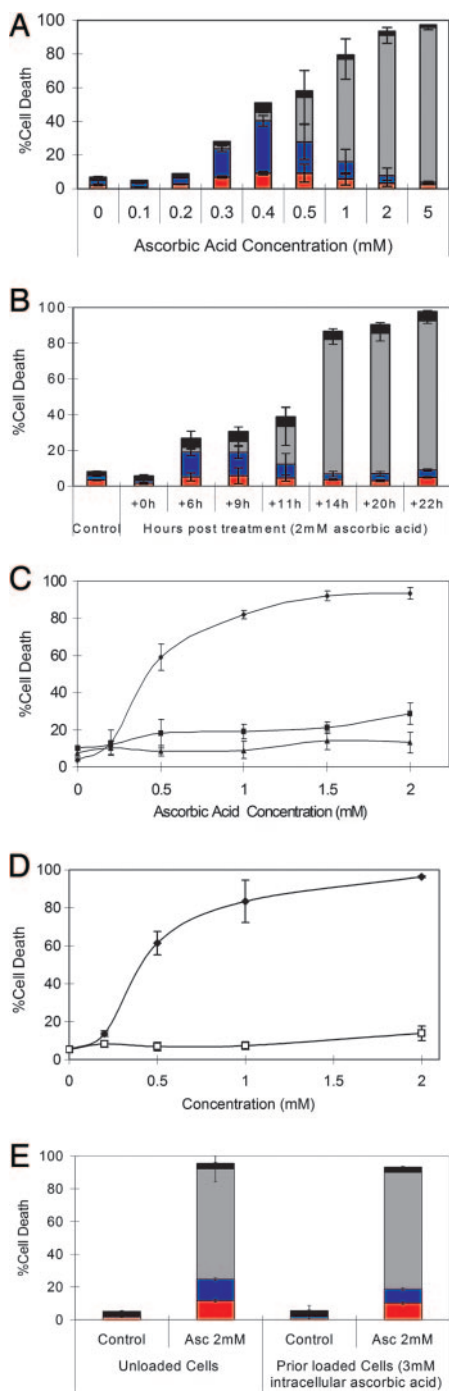 A
%Cell Death
100
80
60
40
20
0
0 0.1 0.2 0.3 0.4 0.5 1 2 5
Ascorbic Acid Concentration (mM)
B
%Cell Death
100
80
60
40
20
0
+0h +6h +9h +11h +14h +20h +22h
Control Hours post treatment (2mM ascorbic acid)
C
%Cell Death
100
80
60
40
20
0
0 0.5 1 1.5 2
Ascorbic Acid Concentration (mM)
D
%Cell Death
100
80
60
40
20
0
0 0.5 1 1.5 2
Concentration (mM)
E
%Cell Death
100
80
60
40
20
0
Control Asc 2mM Control Asc 2mM
Unloaded Cells Prior loaded Cells (3mM
intracellular ascorbic acid)